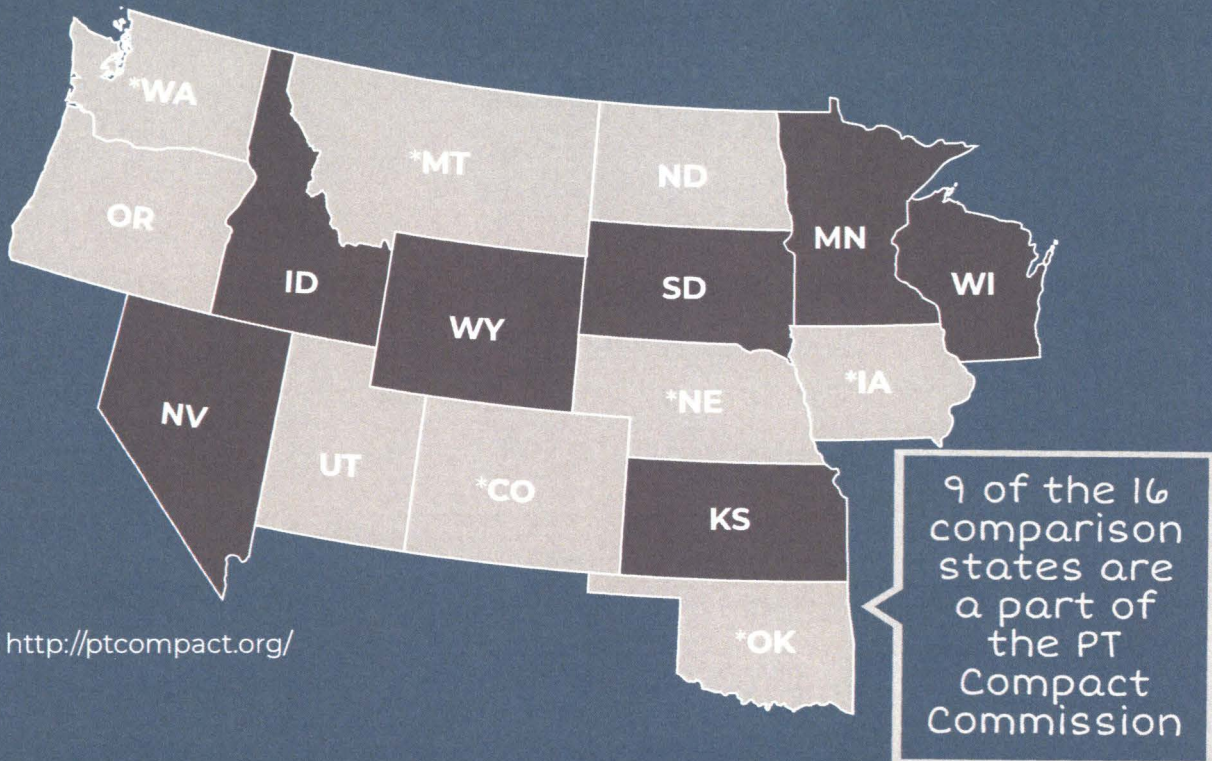 *WA
*MT
ND
OR
MN
ID
SD
WI
WY
*IA
*NE
NV
UT
*CO
KS
*OK
http://ptcompact.org/
9 of the 16
comparison
states are
a part of
the PT
Compact
Commission